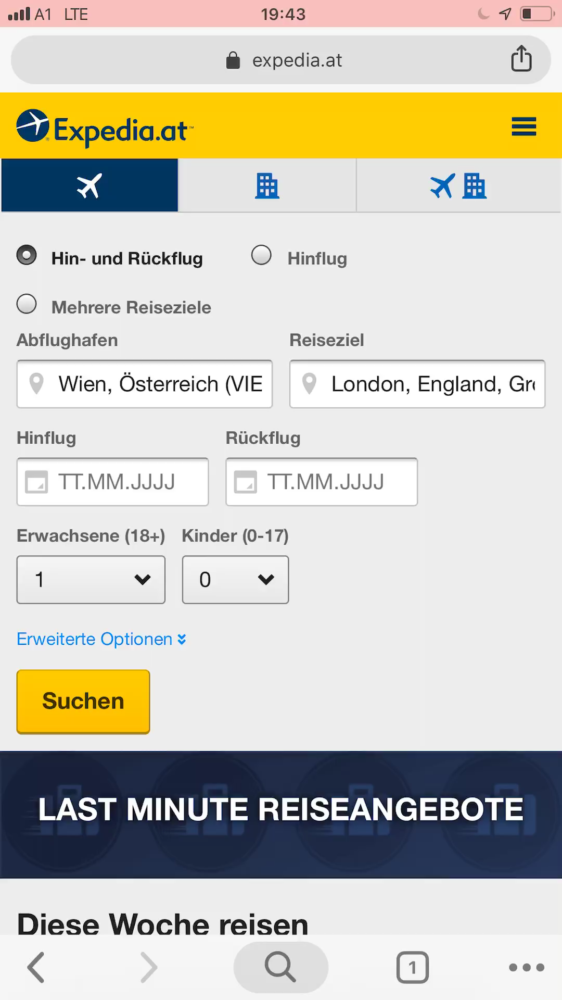 A1 LTE 19:43
expedia.at
Expedia.at™
Hin- und Rückflug Hinflug
Mehrere Reiseziele
Abflughafen Reiseziel
Wien, Österreich (VIE London, England, Gr
Hinflug Rückflug
TT.MM.JJJJ TT.MM.JJJJ
Erwachsene (18+) Kinder (0-17)
1 0
Erweiterte Optionen
Suchen
LAST MINUTE REISEANGEBOTE
Diese Woche reisen
1